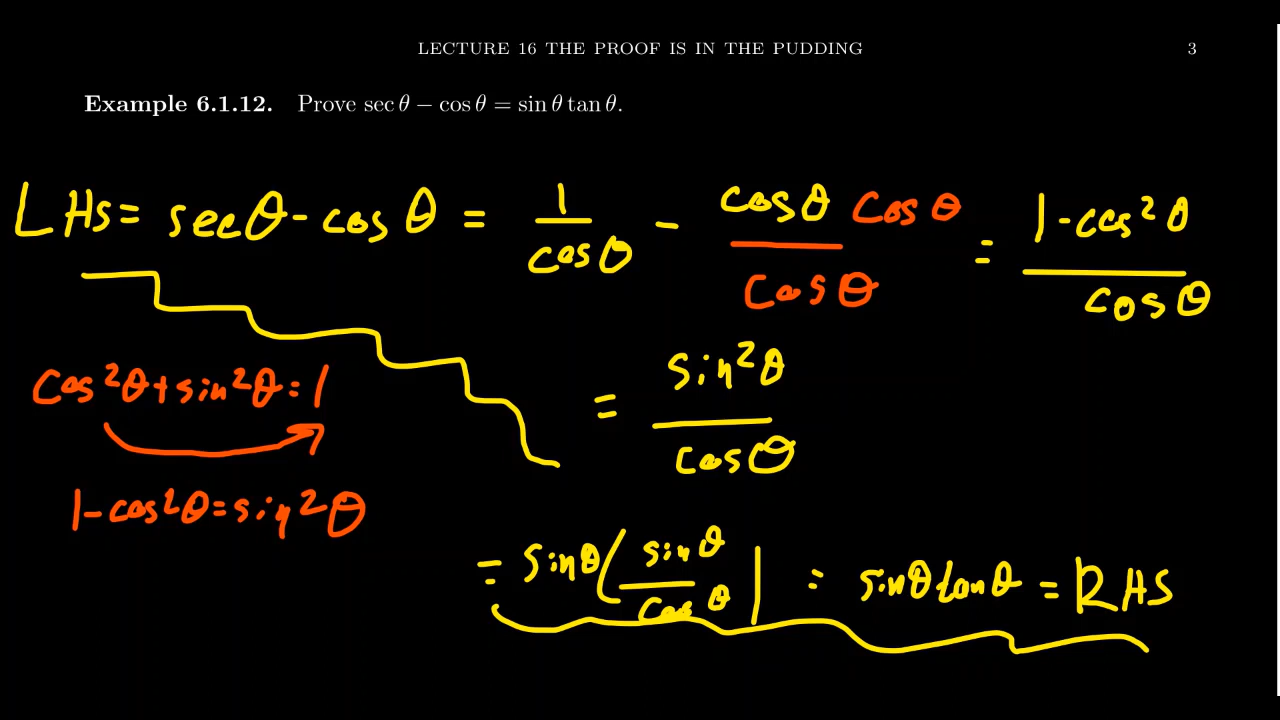 LECTURE 16 THE PROOF IS IN THE PUDDING 3
Example 6.1.12. Prove sec θ − cos θ = sin θ tan θ.
LHS = secθ - cosθ = 1/cosθ - cosθ cosθ/cosθ = 1-cos²θ/cosθ
cos²θ+sin²θ=1
= sin²θ/cosθ
1-cos²θ=sin²θ
= sinθ(sinθ/cosθ) = sinθtanθ = RHS